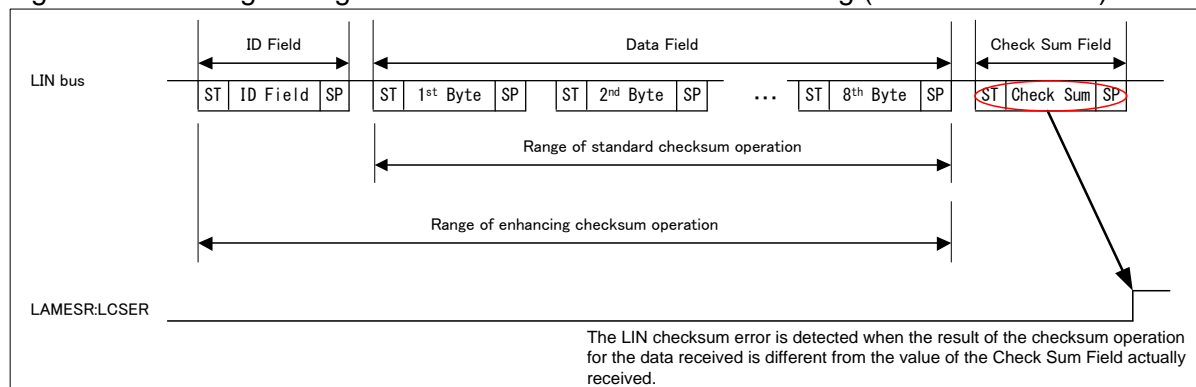 ID Field
Data Field
Check Sum Field
LIN bus
ST ID Field SP ST 1st Byte SP ST 2nd Byte SP ... ST 8th Byte SP ST Check Sum SP
Range of standard checksum operation
Range of enhancing checksum operation
LAMESR:LCSER
The LIN checksum error is detected when the result of the checksum operation
for the data received is different from the value of the Check Sum Field actually
received.